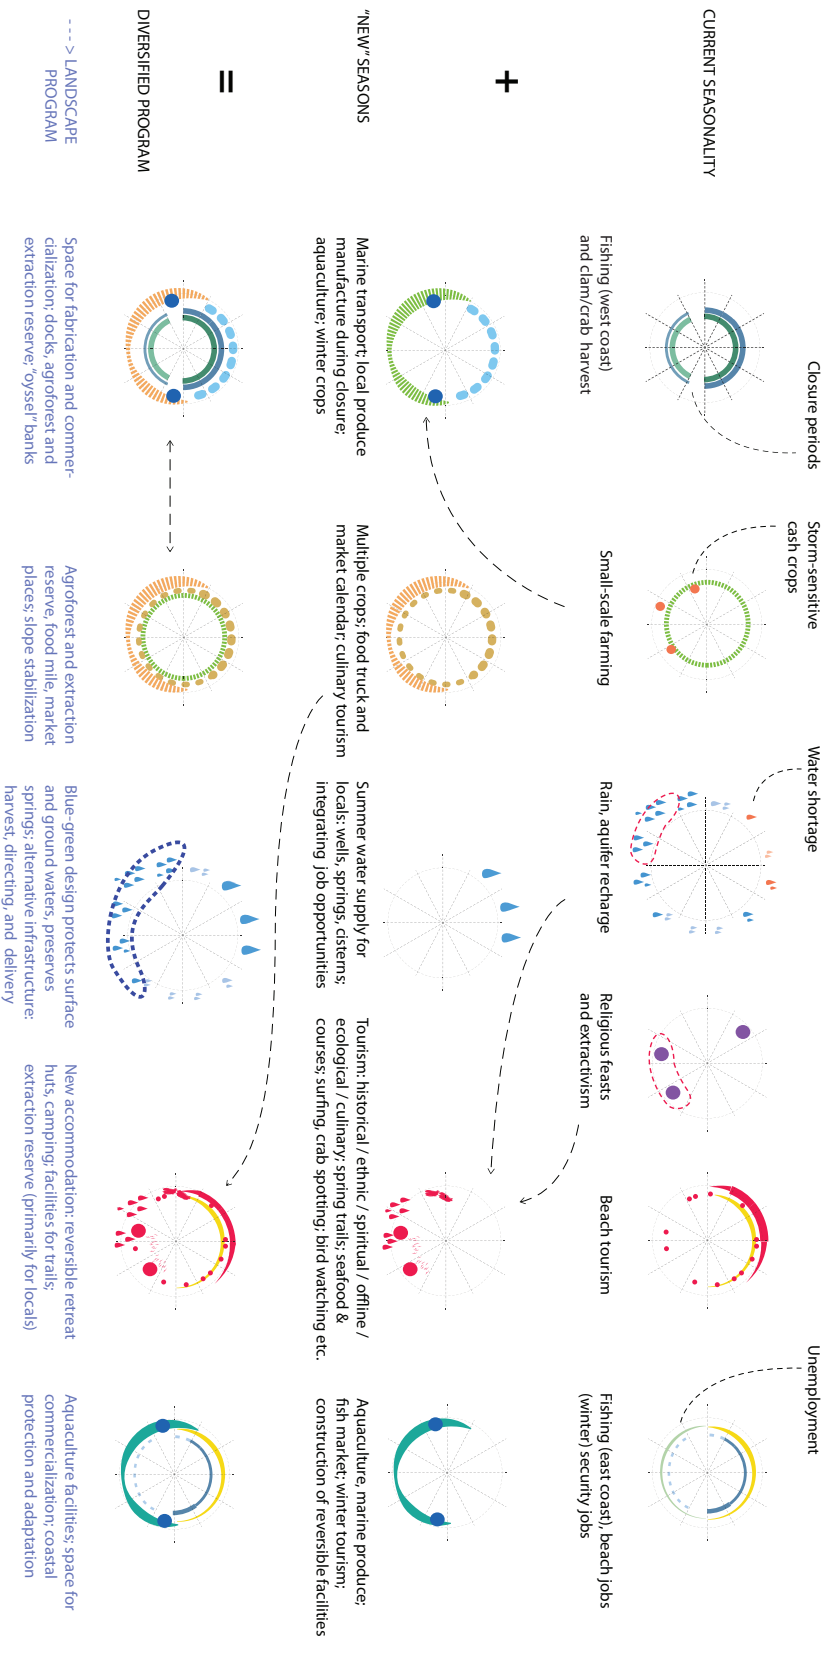 Closure periods
Storm-sensitive
cash crops
Water shortage
Unemployment
CURRENT SEASONALITY
Fishing (west coast)
and clam/crab harvest
Small-scale farming
Rain, aquifer recharge
Religious feasts
and extractivism
Beach tourism
Fishing (east coast), beach jobs
(winter) security jobs
+
"NEW" SEASONS
Marine transport; local produce
manufacture during closure;
aquaculture; winter crops
Multiple crops; food truck and
market calendar; culinary tourism
Summer water supply for
locals: wells, springs, cisterns;
integrating job opportunities
Tourism: historical / ethnic / spiritual / offline /
ecological / culinary; spring trails; seafood &
courses; surfing, crab spotting; bird watching etc.
Aquaculture, marine produce;
fish market; winter tourism;
construction of reversible facilities
=
DIVERSIFIED PROGRAM
---> LANDSCAPE
PROGRAM
Space for fabrication and commer-
cialization; docks, agroforest and
extraction reserve; "oyssel" banks
Agroforest and extraction
reserve, food mile, market
places; slope stabilization
Blue-green design protects surface
and ground waters, preserves
springs; alternative infrastructure:
harvest, directing, and delivery
New accommodation: reversible retreat
huts, camping; facilities for trails;
extraction reserve (primarily for locals)
Aquaculture facilities; space for
commercialization; coastal
protection and adaptation